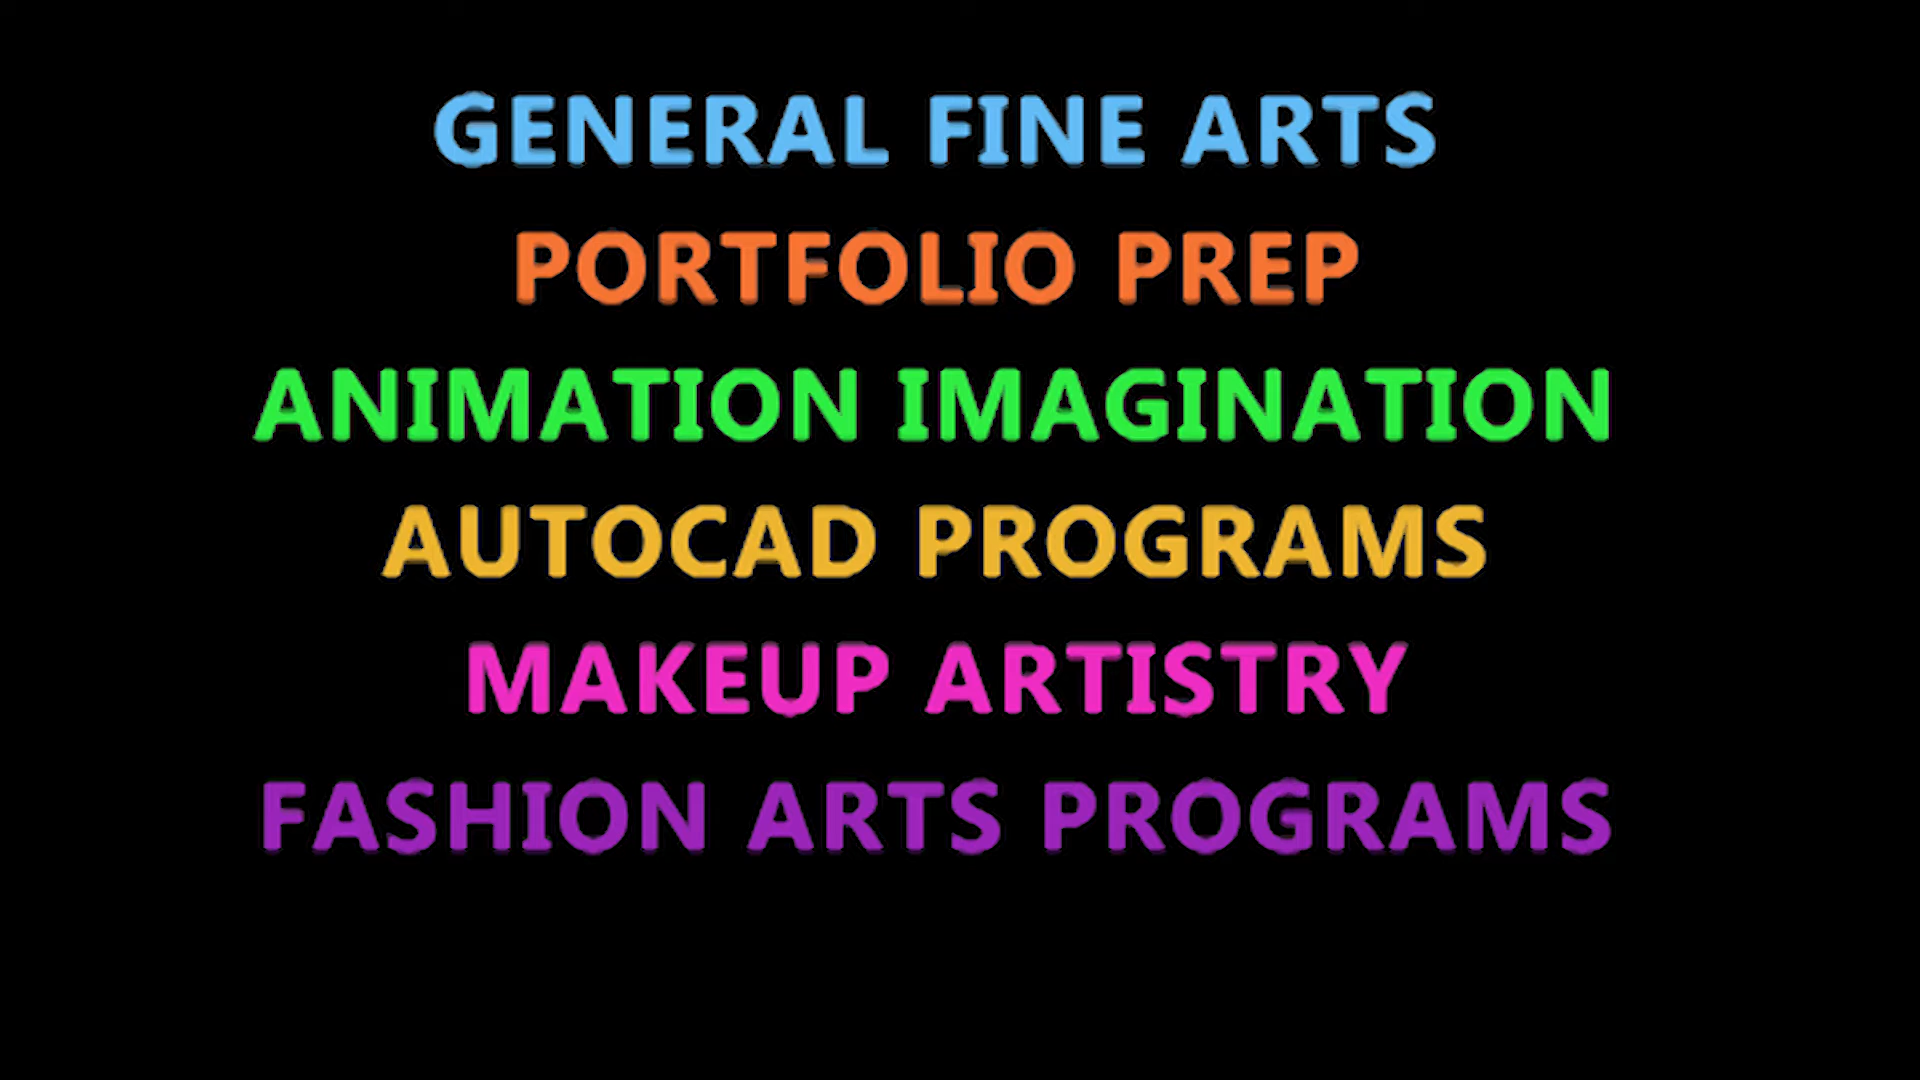 GENERAL FINE ARTS
PORTFOLIO PREP
ANIMATION IMAGINATION
AUTOCAD PROGRAMS
MAKEUP ARTISTRY
FASHION ARTS PROGRAMS